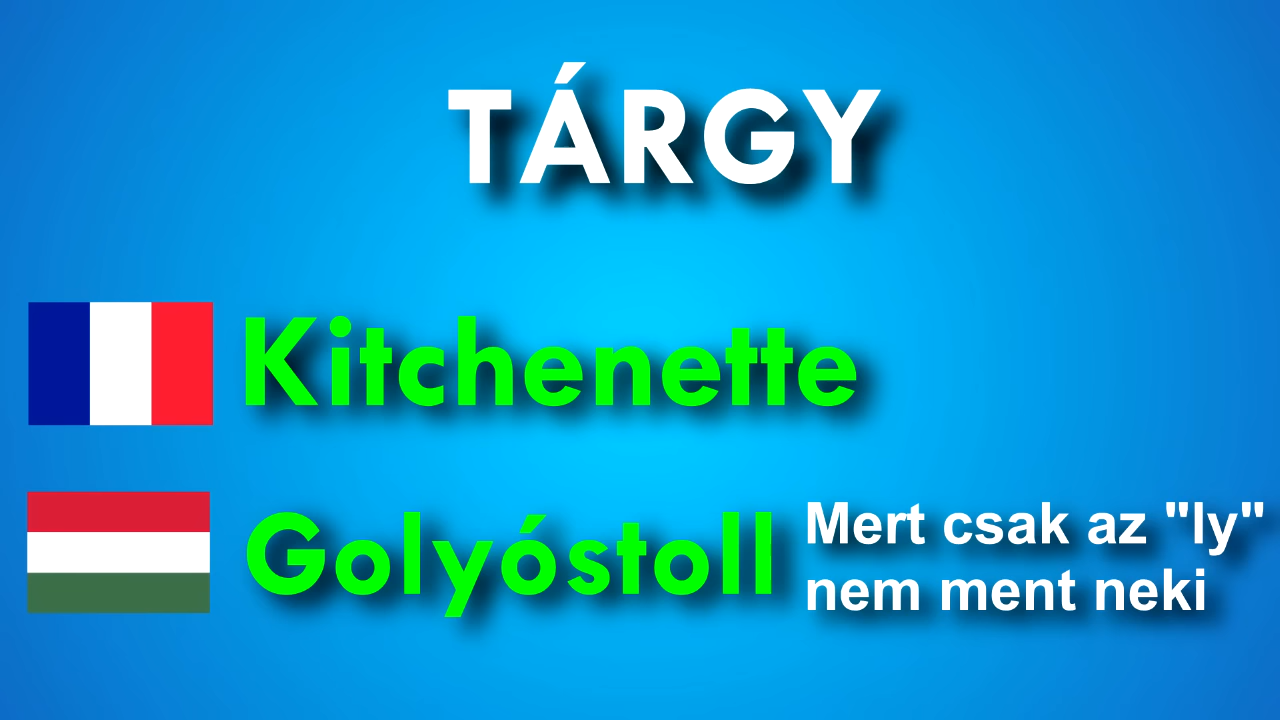 TÁRGY
Kitchenette
Golyóstoll
Mert csak az "ly"
nem ment neki